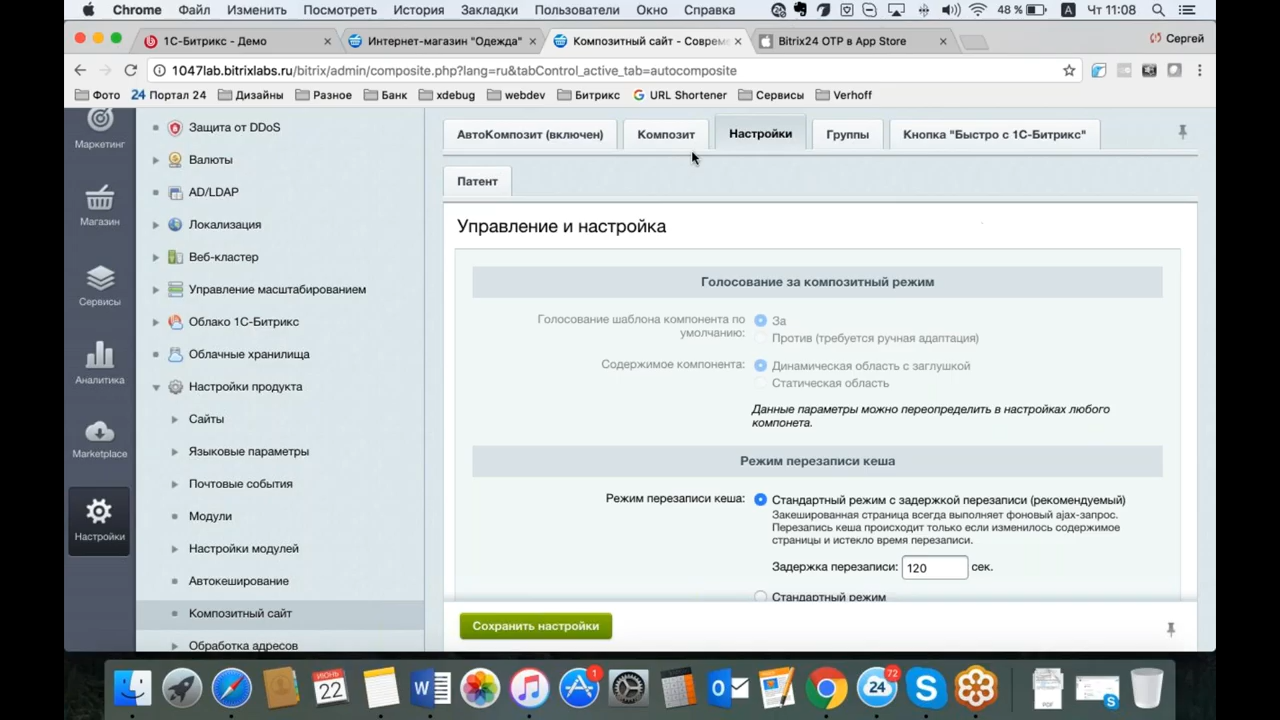 Chrome Файл Изменить Посмотреть История Закладки Пользователи Окно Справка 48 % A Чт 11:08
1С-Битрикс - Демо
Интернет-магазин "Одежда"
Композитный сайт - Совреме
Bitrix24 OTP в App Store
Сергей
1047lab.bitrixlabs.ru/bitrix/admin/composite.php?lang=ru&tabControl_active_tab=autocomposite
Фото 24 Портал 24 Дизайны Разное Банк xdebug webdev Битрикс URL Shortener Сервисы Verhoff
Маркетинг
Магазин
Сервисы
Аналитика
Marketplace
Настройки
Защита от DDoS
Валюты
AD/LDAP
Локализация
Веб-кластер
Управление масштабированием
Облако 1С-Битрикс
Облачные хранилища
Настройки продукта
Сайты
Языковые параметры
Почтовые события
Модули
Настройки модулей
Автокеширование
Композитный сайт
Обработка адресов
АвтоКомпозит (включен) Композит Настройки Группы Кнопка "Быстро с 1С-Битрикс"
Патент
Управление и настройка
Голосование за композитный режим
Голосование шаблона компонента по
умолчанию:
За
Против (требуется ручная адаптация)
Содержимое компонента:
Динамическая область с заглушкой
Статическая область
Данные параметры можно переопределить в настройках любого
компонета.
Режим перезаписи кеша
Режим перезаписи кеша:
Стандартный режим с задержкой перезаписи (рекомендуемый)
Закешированная страница всегда выполняет фоновый ajax-запрос.
Перезапись кеша происходит только если изменилось содержимое
страницы и истекло время перезаписи.
Задержка перезаписи: 120 сек.
Стандартный режим
Сохранить настройки
ИЮНЬ
22
W
1
O
24
72
S
PDF
S